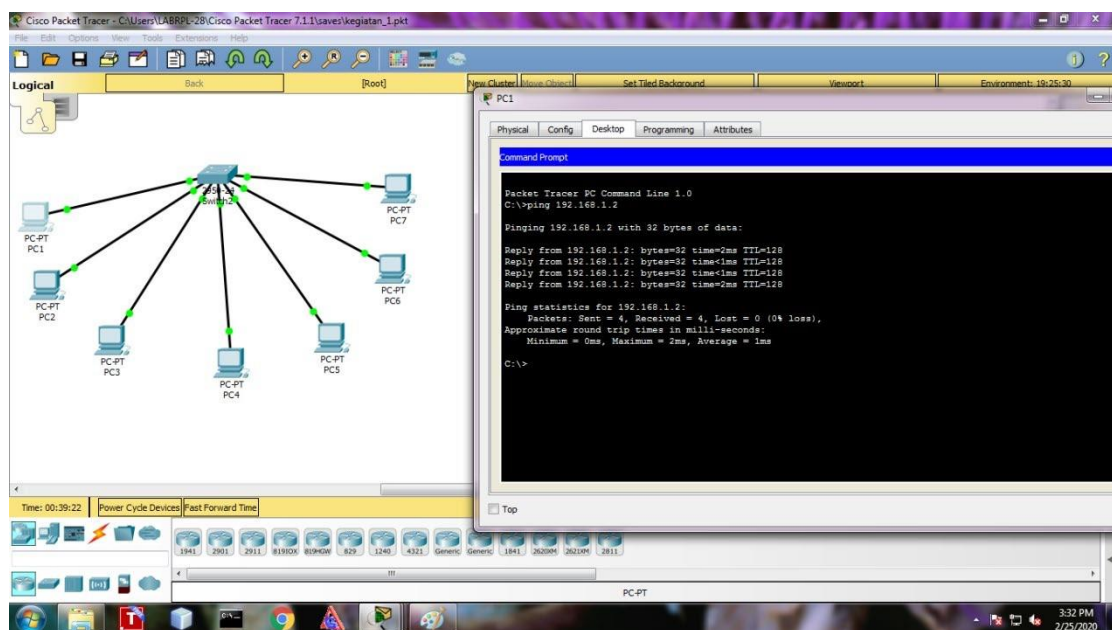 Cisco Packet Tracer - C:\Users\LABRPL-28\Cisco Packet Tracer 7.1.1\saves\kegiatan_1.pkt
File Edit Options View Tools Extensions Help
Logical Back [Root] New Cluster Move Object Set Tiled Background Viewport Environment: 19:25:30
PC1
Physical Config Desktop Programming Attributes
Command Prompt
Packet Tracer PC Command Line 1.0
C:\>ping 192.168.1.2
Pinging 192.168.1.2 with 32 bytes of data:
Reply from 192.168.1.2: bytes=32 time=2ms TTL=128
Reply from 192.168.1.2: bytes=32 time<1ms TTL=128
Reply from 192.168.1.2: bytes=32 time<1ms TTL=128
Reply from 192.168.1.2: bytes=32 time=2ms TTL=128
Ping statistics for 192.168.1.2:
Packets: Sent = 4, Received = 4, Lost = 0 (0% loss),
Approximate round trip times in milli-seconds:
Minimum = 0ms, Maximum = 2ms, Average = 1ms
C:\>
Top
2950-24
Switch2
PC-PT
PC7
PC-PT
PC1
PC-PT
PC6
PC-PT
PC2
PC-PT
PC3
PC-PT
PC5
PC-PT
PC4
Time: 00:39:22 Power Cycle Devices Fast Forward Time
1941 2901 2911 819IOX 819HGW 829 1240 4321 Generic Generic 1841 2620XM 2621XM 2811
PC-PT
3:32 PM
2/25/2020